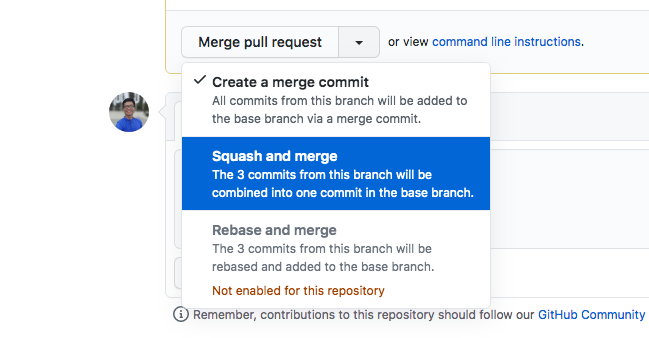 Merge pull request or view command line instructions.
Create a merge commit
All commits from this branch will be added to
the base branch via a merge commit.
Squash and merge
The 3 commits from this branch will be
combined into one commit in the base branch.
Rebase and merge
The 3 commits from this branch will be
rebased and added to the base branch.
Not enabled for this repository
Remember, contributions to this repository should follow our GitHub Community